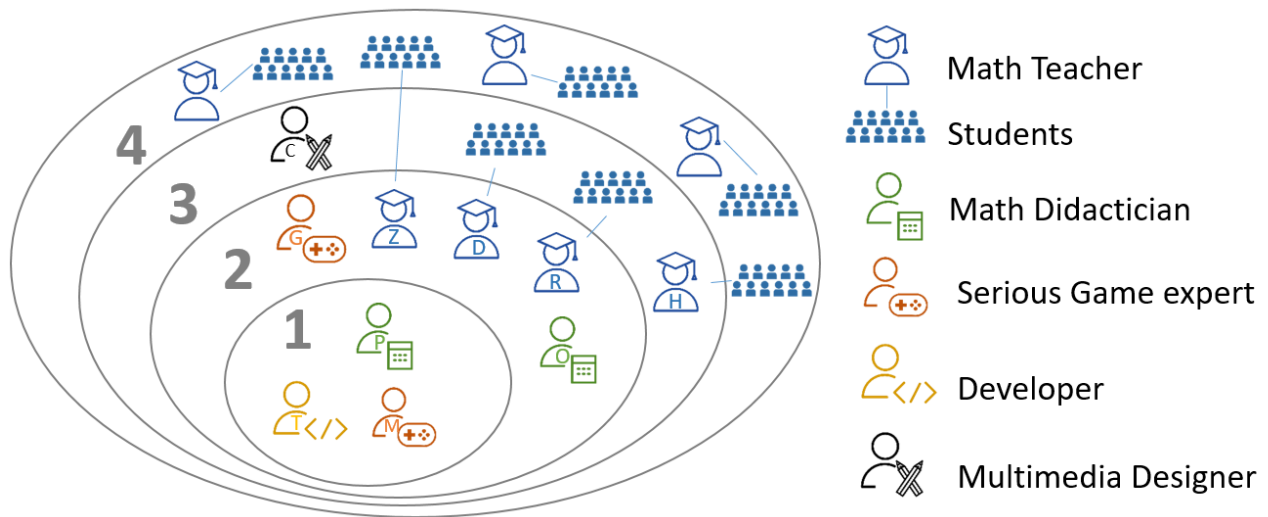 Math Teacher
4
C
Students
3
G
Z
D
R
Math Didactician
2
H
Serious Game expert
1
P
O
T </>
M
Developer
</>
Multimedia Designer